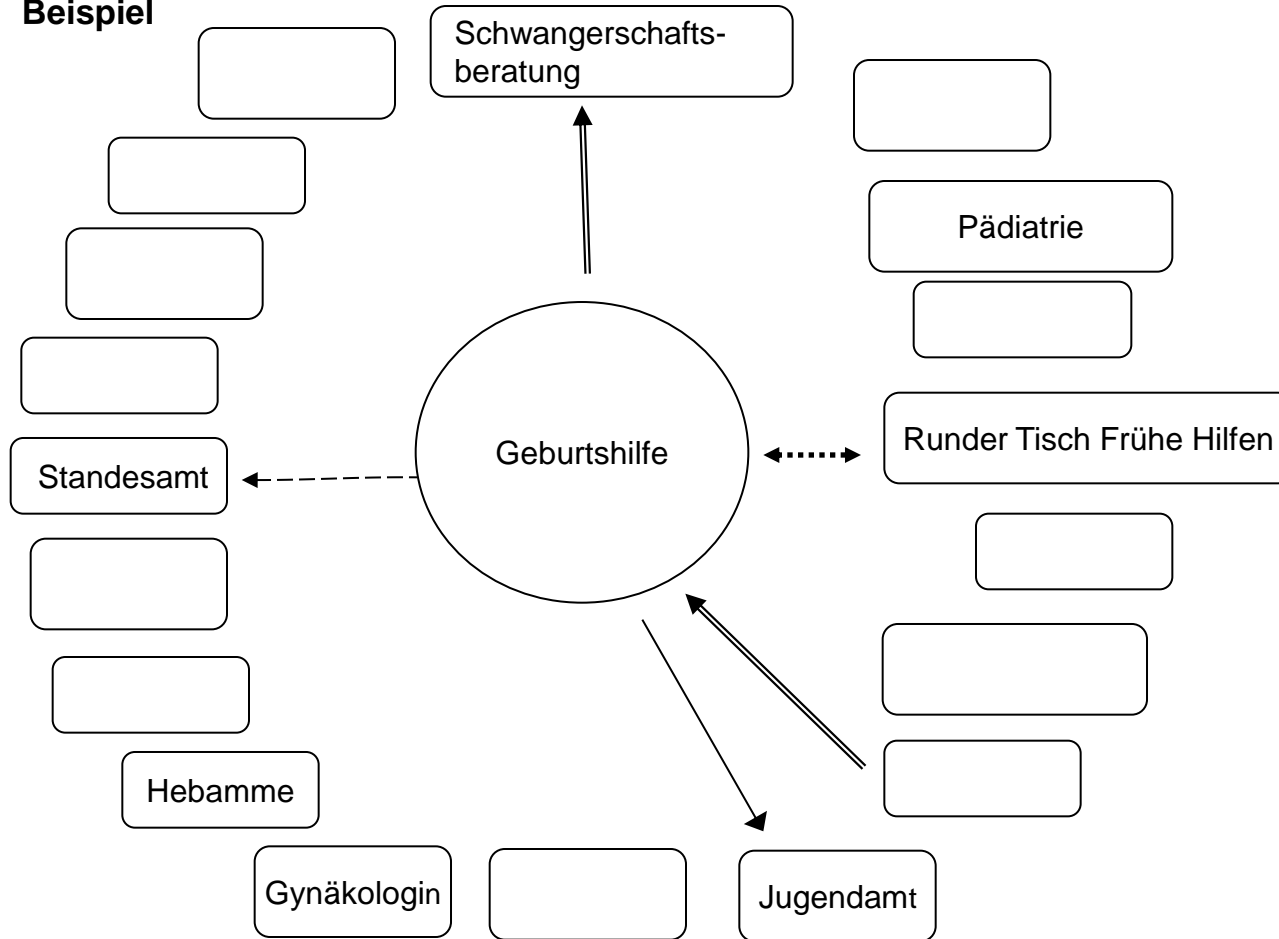 Beispiel
Schwangerschafts-
beratung
Pädiatrie
Geburtshilfe
Runder Tisch Frühe Hilfen
Standesamt
Hebamme
Gynäkologin
Jugendamt